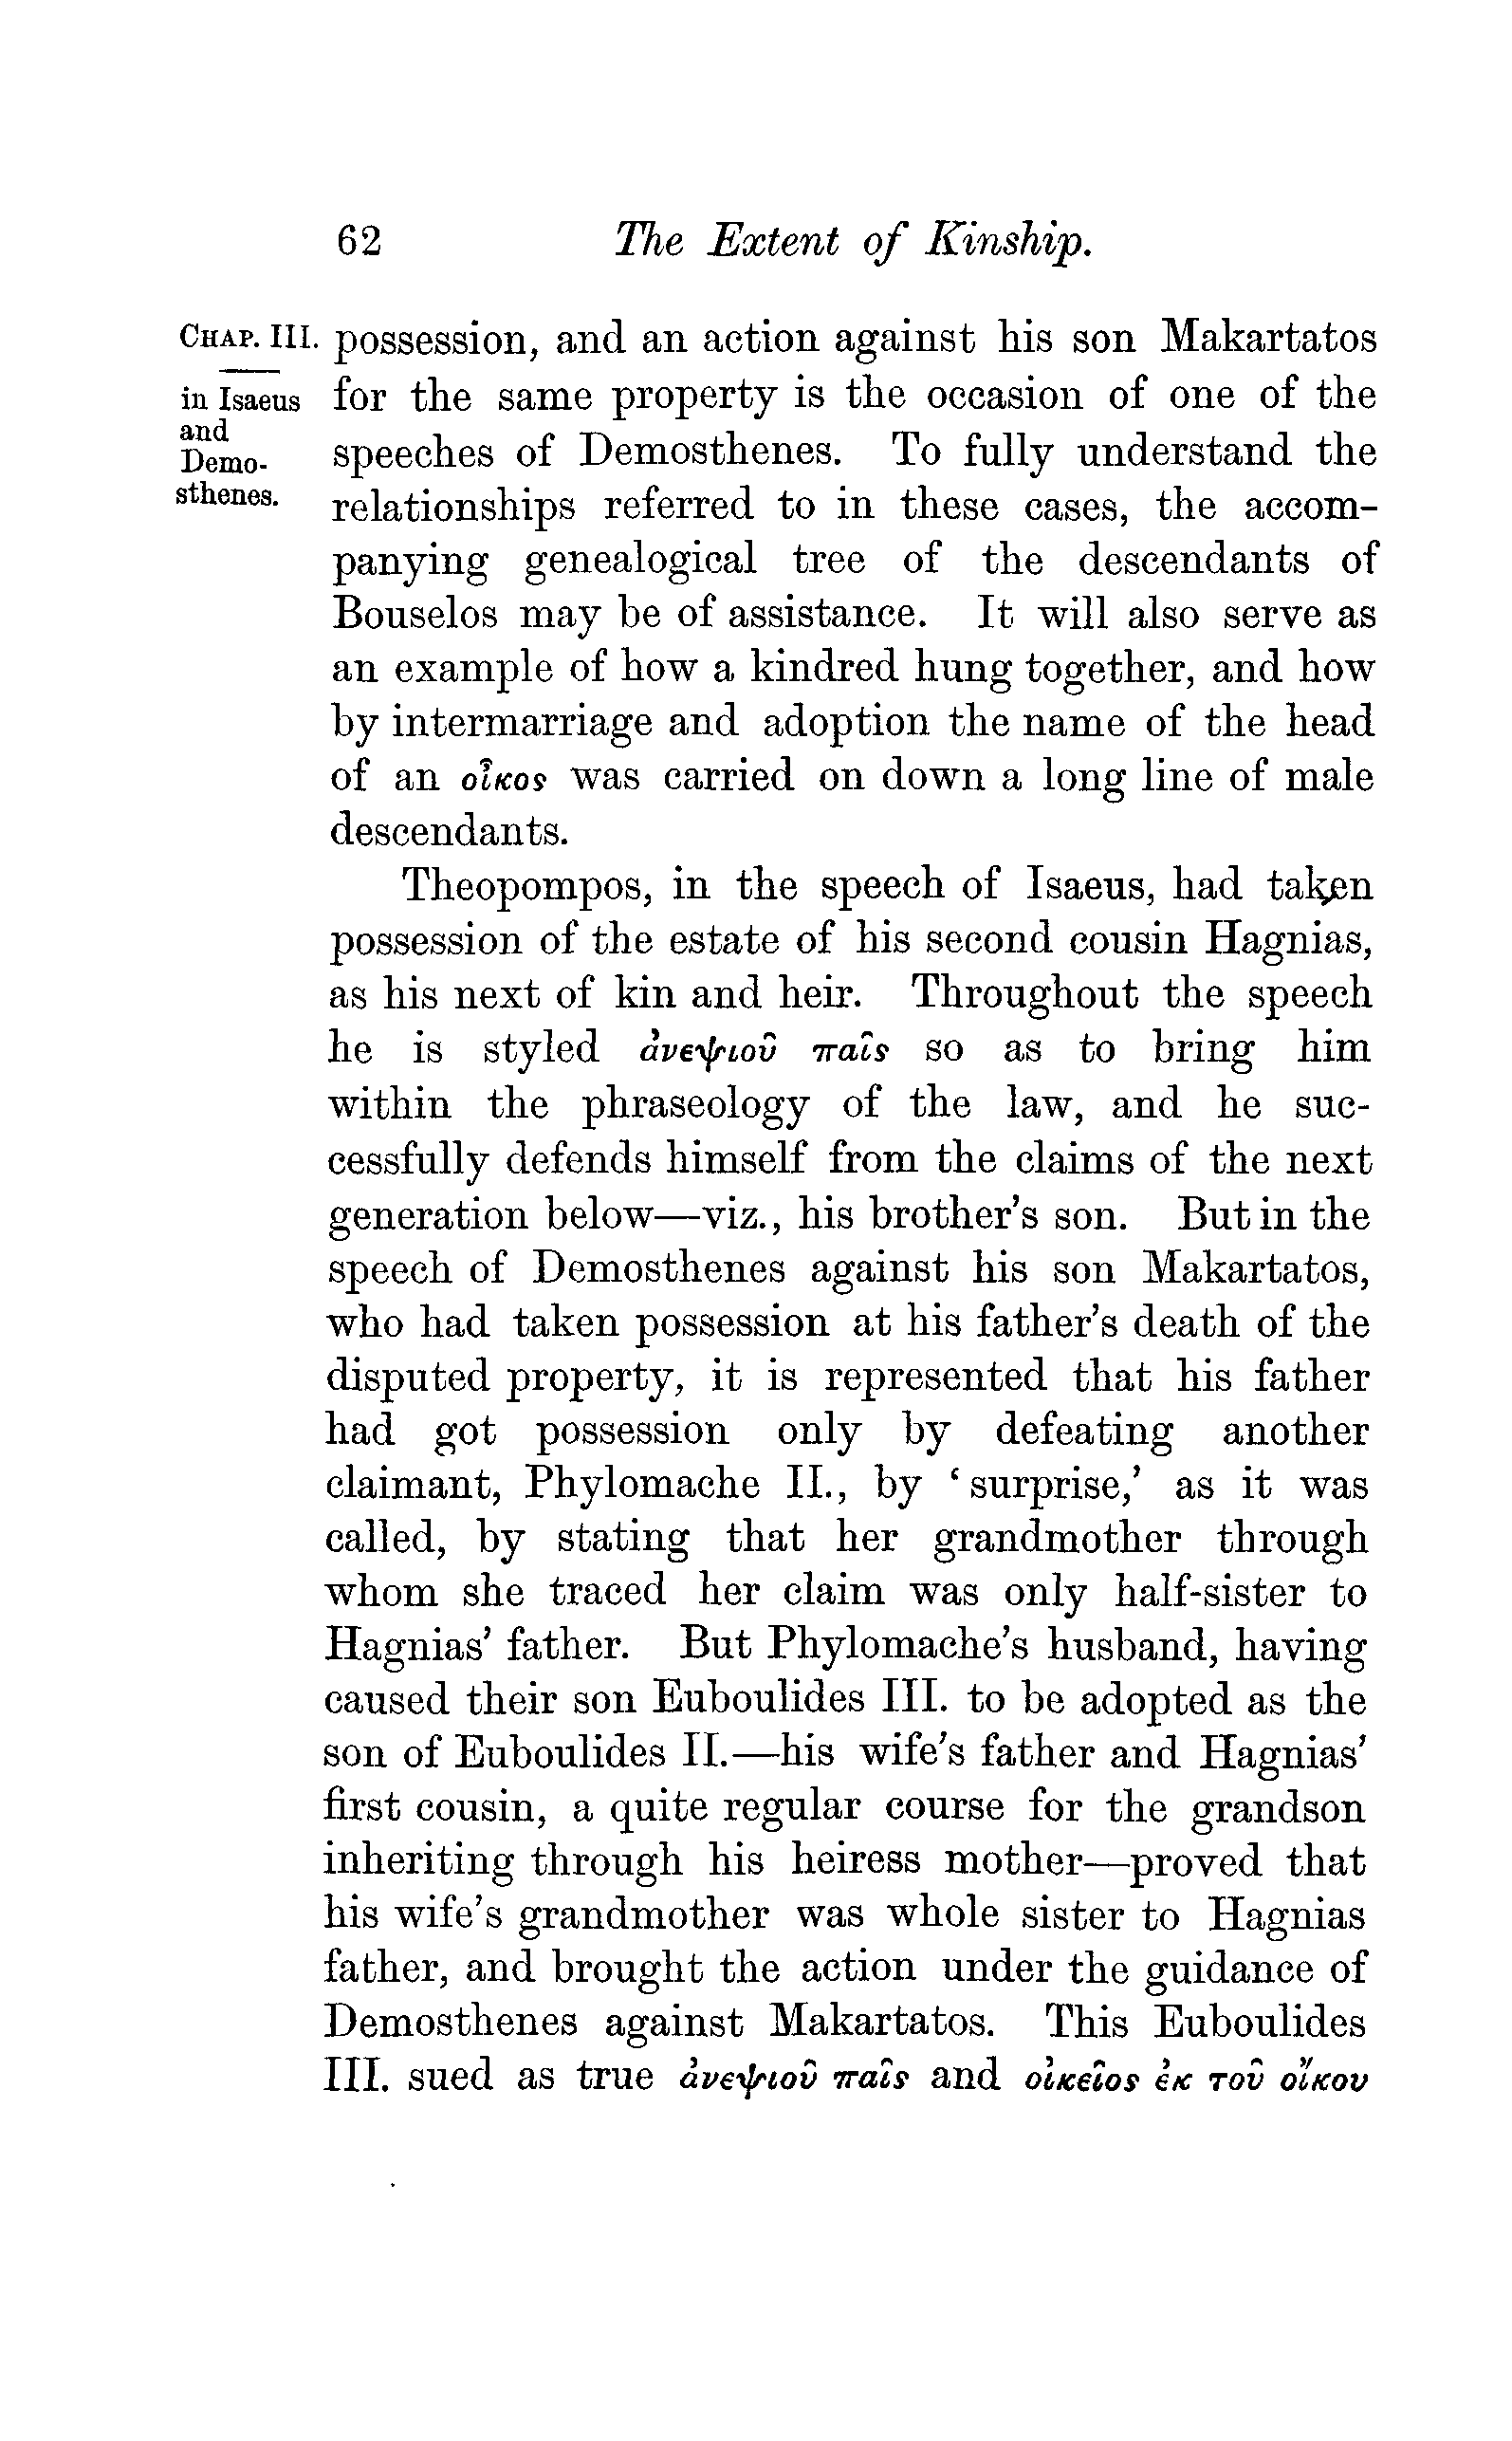 62 The Extent of Kinship.
CHAP. III.
in Isaeus
and
Demo-
sthenes.
possession, and an action against his son Makartatos
for the same property is the occasion of one of the
speeches of Demosthenes. To fully understand the
relationships referred to in these cases, the accom-
panying genealogical tree of the descendants of
Bouselos may be of assistance. It will also serve as
an example of how a kindred hung together, and how
by intermarriage and adoption the name of the head
of an οἶκος was carried on down a long line of male
descendants.
Theopompos, in the speech of Isaeus, had taken
possession of the estate of his second cousin Hagnias,
as his next of kin and heir. Throughout the speech
he is styled ἀνεψιοῦ παῖς so as to bring him
within the phraseology of the law, and he suc-
cessfully defends himself from the claims of the next
generation below—viz., his brother's son. But in the
speech of Demosthenes against his son Makartatos,
who had taken possession at his father's death of the
disputed property, it is represented that his father
had got possession only by defeating another
claimant, Phylomache II., by ‘surprise,’ as it was
called, by stating that her grandmother through
whom she traced her claim was only half-sister to
Hagnias' father. But Phylomache's husband, having
caused their son Euboulides III. to be adopted as the
son of Euboulides II.—his wife's father and Hagnias'
first cousin, a quite regular course for the grandson
inheriting through his heiress mother—proved that
his wife's grandmother was whole sister to Hagnias
father, and brought the action under the guidance of
Demosthenes against Makartatos. This Euboulides
III. sued as true ἀνεψιοῦ παῖς and οἰκεῖος ἐκ τοῦ οἴκου